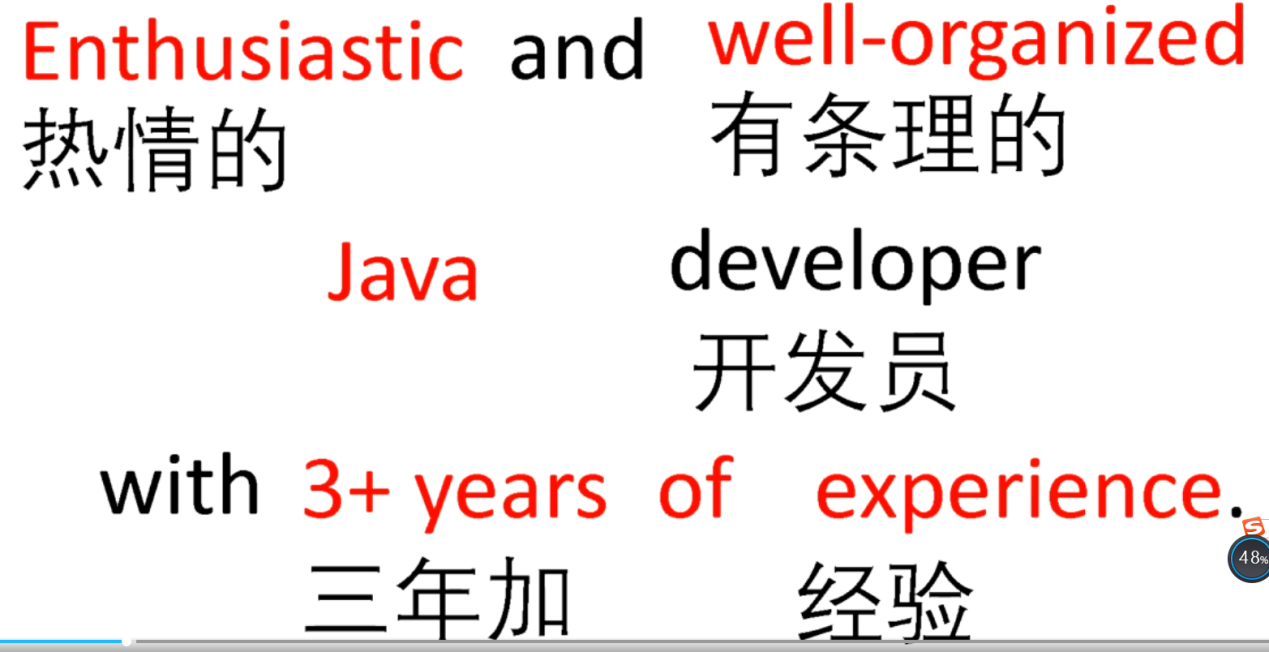 Enthusiastic and well-organized
热情的 有条理的
Java developer
开发员
with 3+ years of experience.
三年加 经验
S
48%